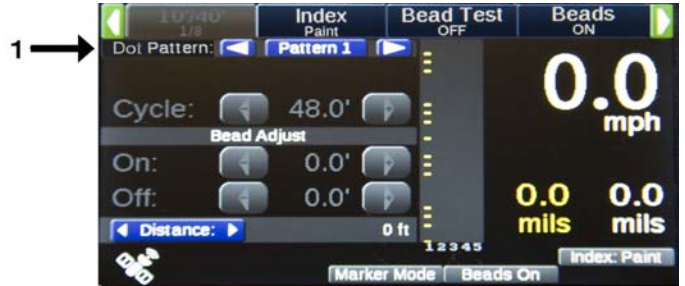 10'/40' Index Bead Test Beads
1/8 Paint OFF ON
1
Dot Pattern: Pattern 1
0.0
mph
Cycle: 48.0'
Bead Adjust
On: 0.0'
Off: 0.0'
0.0 0.0
mils mils
Distance: 0 ft
12345
Index: Paint
Marker Mode Beads On